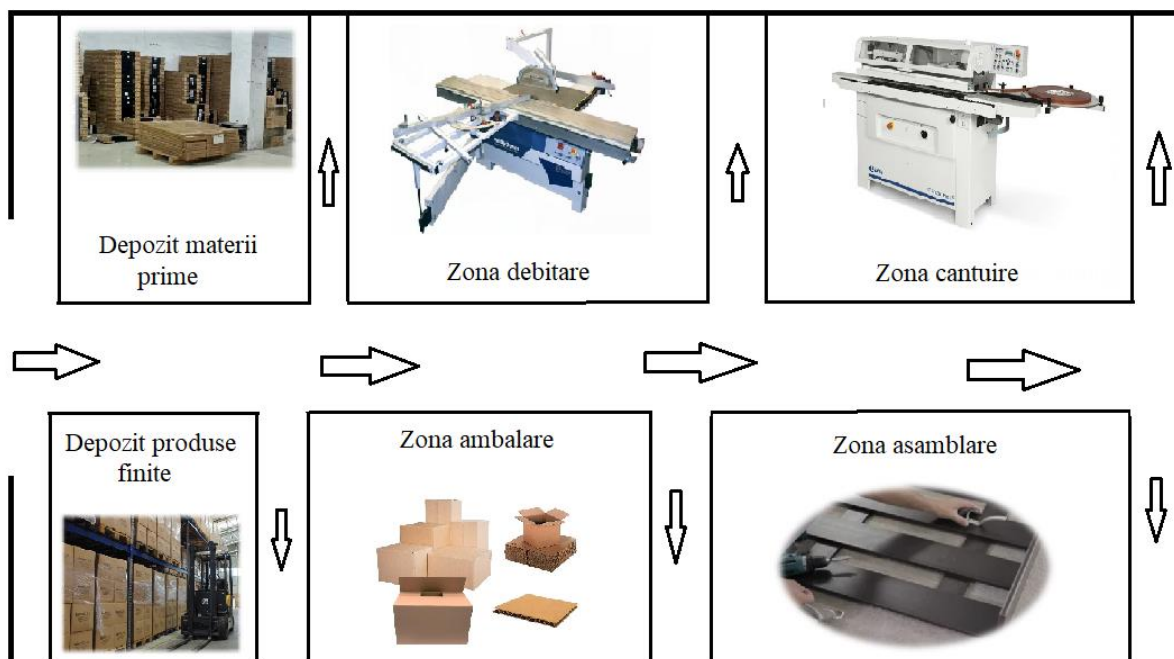 Depozit materii
prime
Zona debitare
Zona cantuire
Depozit produse
finite
Zona ambalare
Zona asamblare